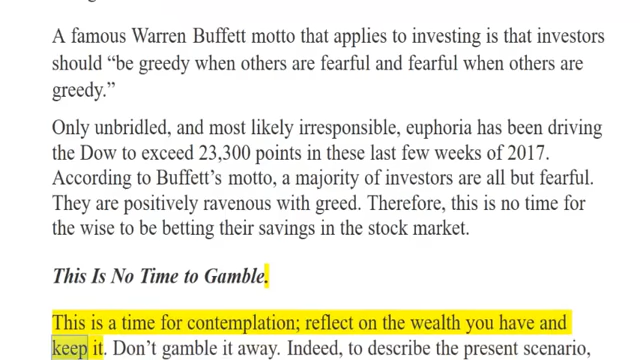 A famous Warren Buffett motto that applies to investing is that investors
should “be greedy when others are fearful and fearful when others are
greedy.”
Only unbridled, and most likely irresponsible, euphoria has been driving
the Dow to exceed 23,300 points in these last few weeks of 2017.
According to Buffett’s motto, a majority of investors are all but fearful.
They are positively ravenous with greed. Therefore, this is no time for
the wise to be betting their savings in the stock market.
This Is No Time to Gamble.
This is a time for contemplation; reflect on the wealth you have and
keep it. Don’t gamble it away. Indeed, to describe the present scenario,